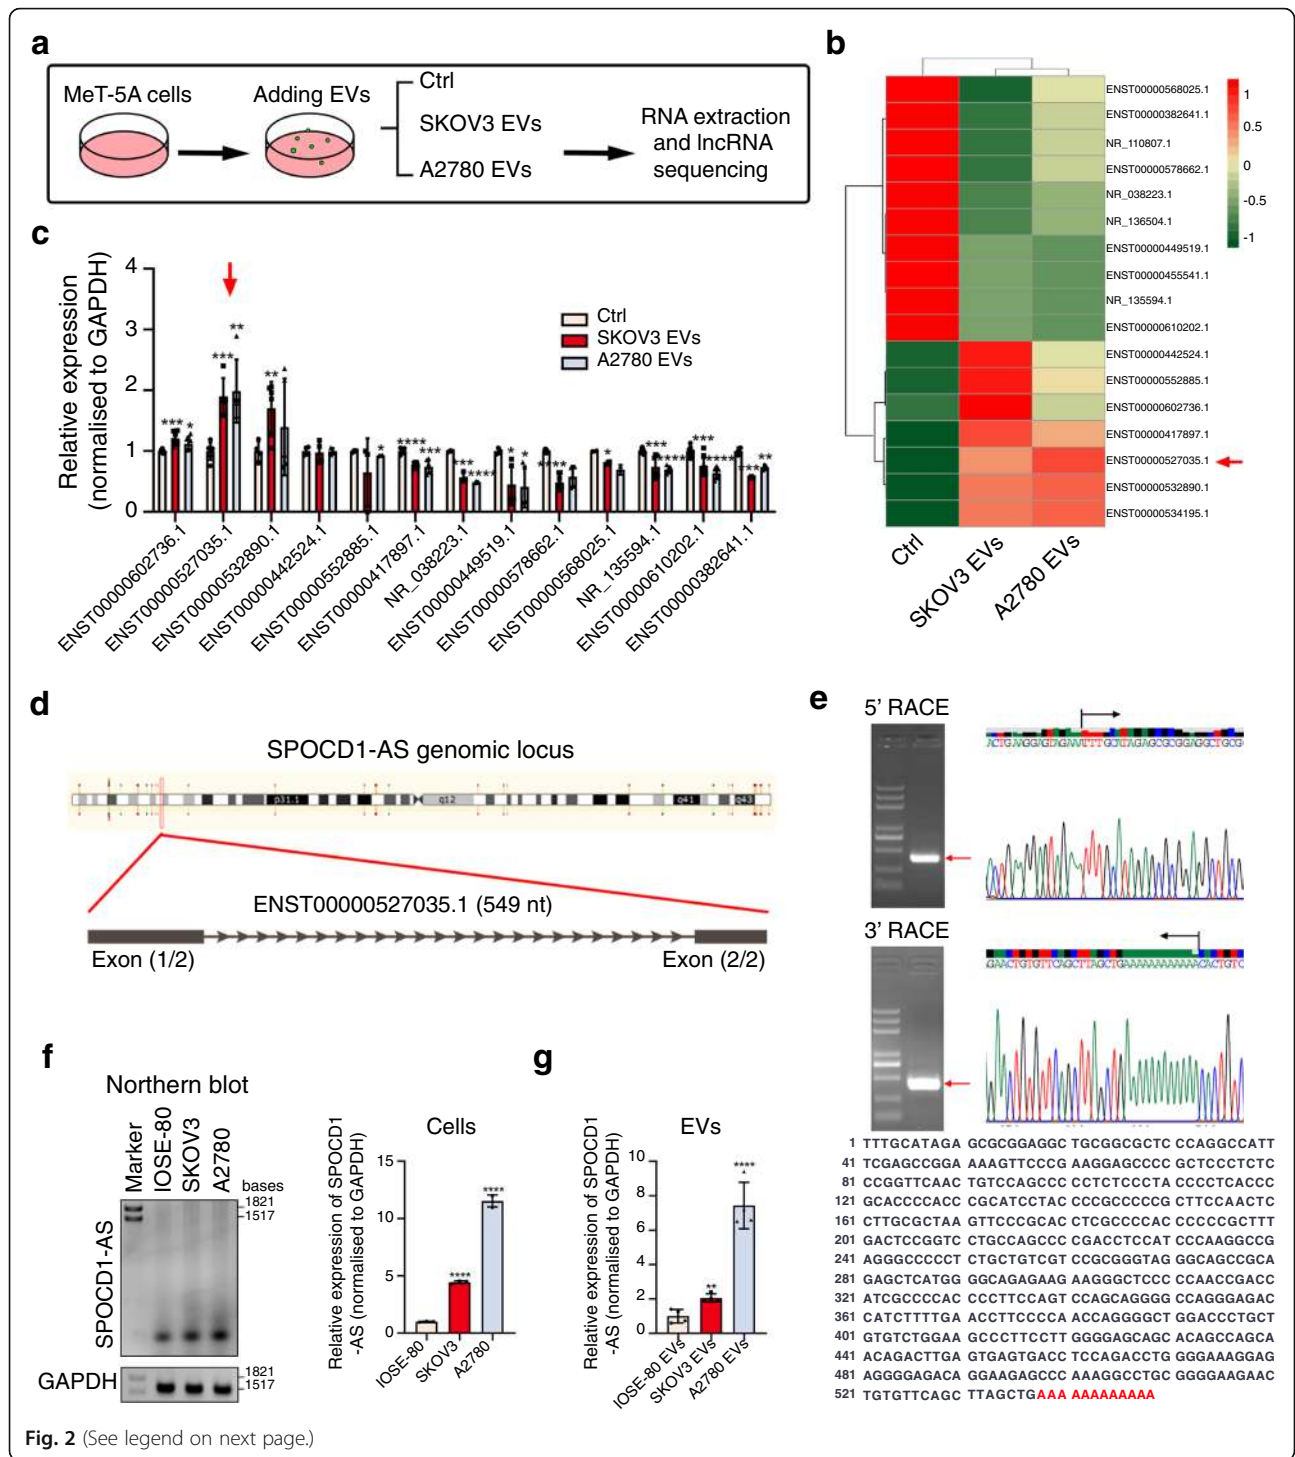 a
MeT-5A cells
Adding EVs
Ctrl
SKOV3 EVs
A2780 EVs
RNA extraction
and lncRNA
sequencing
b
ENST00000568025.1
ENST00000382641.1
NR_110807.1
ENST00000578662.1
NR_038223.1
NR_136504.1
ENST00000449519.1
ENST00000455541.1
NR_135594.1
ENST00000610202.1
ENST00000442524.1
ENST00000552885.1
ENST00000602736.1
ENST00000417897.1
ENST00000527035.1
ENST00000532890.1
ENST00000534195.1
1
0.5
0
-0.5
-1
Ctrl
SKOV3 EVs
A2780 EVs
c
Relative expression
(normalised to GAPDH)
4
3
2
1
0
Ctrl
SKOV3 EVs
A2780 EVs
ENST00000602736.1
ENST00000527035.1
ENST00000532890.1
ENST00000442524.1
ENST00000552885.1
ENST00000417897.1
NR_038223.1
ENST00000449519.1
ENST00000578662.1
ENST00000568025.1
NR_135594.1
ENST00000610202.1
ENST00000382641.1
d
SPOCD1-AS genomic locus
p31.1
q12
q41
q43
ENST00000527035.1 (549 nt)
Exon (1/2)
Exon (2/2)
e
5' RACE
ACTGAAGGAGTAGAAATTTGCATAGAGCGCGGAGGCTGCG
3' RACE
GAACTGTGTTCAGCTTAGCTGAAAAAAAAAAAAACACTGTC
1 TTTGCATAGA GCGCGGAGGC TGCGGCGCTC CCAGGCCATT
41 TCGAGCCGGA AAAGTTCCCG AAGGAGCCCC GCTCCCTCTC
81 CCGGTTCAAC TGTCCAGCCC CCTCTCCCTA CCCCTCACCC
121 GCACCCCACC CGCATCCTAC CCCGCCCCCG CTTCCAACTC
161 CTTGCGCTAA GTTCCCGCAC CTCGCCCCAC CCCCCGCTTT
201 GACTCCGGTC CTGCCAGCCC CGACCTCCAT CCCAAGGCCG
241 AGGGCCCCCT CTGCTGTCGT CCGCGGGTAG GGCAGCCGCA
281 GAGCTCATGG GGCAGAGAAG AAGGGCTCCC CCAACCGACC
321 ATCGCCCCAC CCCTTCCAGT CCAGCAGGGG CCAGGGAGAC
361 CATCTTTTGA ACCTTCCCCA ACCAGGGGCT GGACCCTGCT
401 GTGTCTGGAA GCCCTTCCTT GGGGAGCAGC ACAGCCAGCA
441 ACAGACTTGA GTGAGTGACC TCCAGACCTG GGGAAAGGAG
481 AGGGGAGACA GGAAGAGCCC AAAGGCCTGC GGGGAAGAAC
521 TGTGTTCAGC TTAGCTGAAA AAAAAAAAAA
f
Northern blot
Marker
IOSE-80
SKOV3
A2780
bases
1821
1517
SPOCD1-AS
GAPDH
1821
1517
Cells
Relative expression of SPOCD1
-AS (normalised to GAPDH)
15
10
5
0
****
****
IOSE-80
SKOV3
A2780
g
EVs
Relative expression of SPOCD1
-AS (normalised to GAPDH)
10
8
6
4
2
0
**
****
IOSE-80 EVs
SKOV3 EVs
A2780 EVs
Fig. 2 (See legend on next page.)